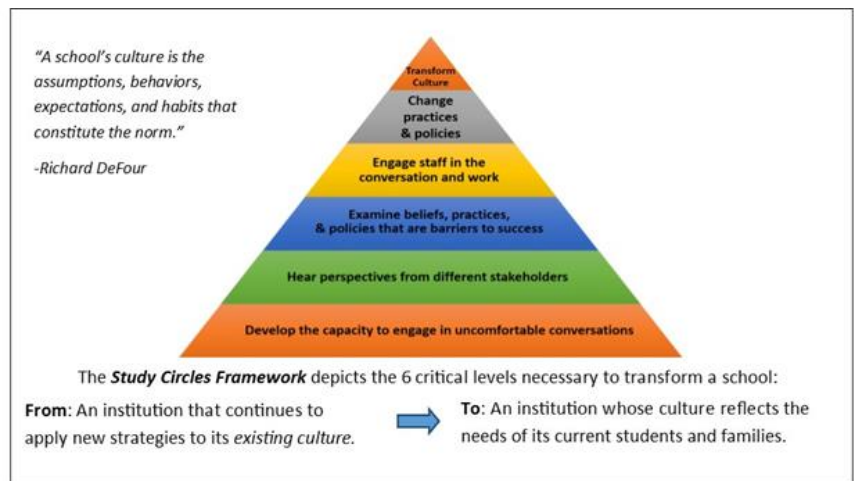 “A school’s culture is the
assumptions, behaviors,
expectations, and habits that
constitute the norm.”
-Richard DeFour
Transform
Culture
Change
practices
& policies
Engage staff in the
conversation and work
Examine beliefs, practices,
& policies that are barriers to success
Hear perspectives from different stakeholders
Develop the capacity to engage in uncomfortable conversations
The Study Circles Framework depicts the 6 critical levels necessary to transform a school:
From: An institution that continues to
apply new strategies to its existing culture.
To: An institution whose culture reflects the
needs of its current students and families.